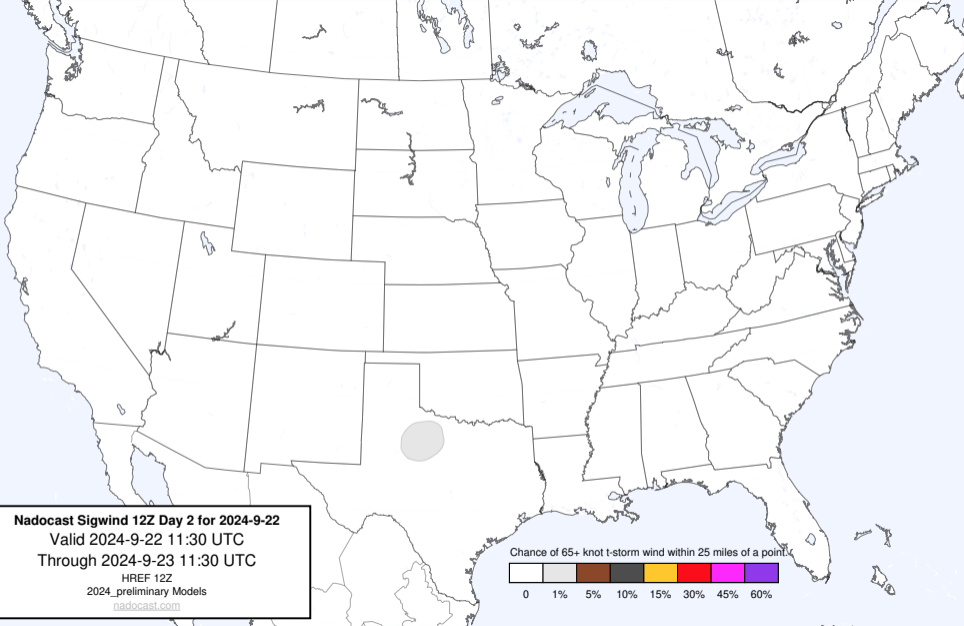 Nadocast Sigwind 12Z Day 2 for 2024-9-22
Valid 2024-9-22 11:30 UTC
Through 2024-9-23 11:30 UTC
HREF 12Z
2024_preliminary Models
nadocast.com
Chance of 65+ knot t-storm wind within 25 miles of a point.
0 1% 5% 10% 15% 30% 45% 60%